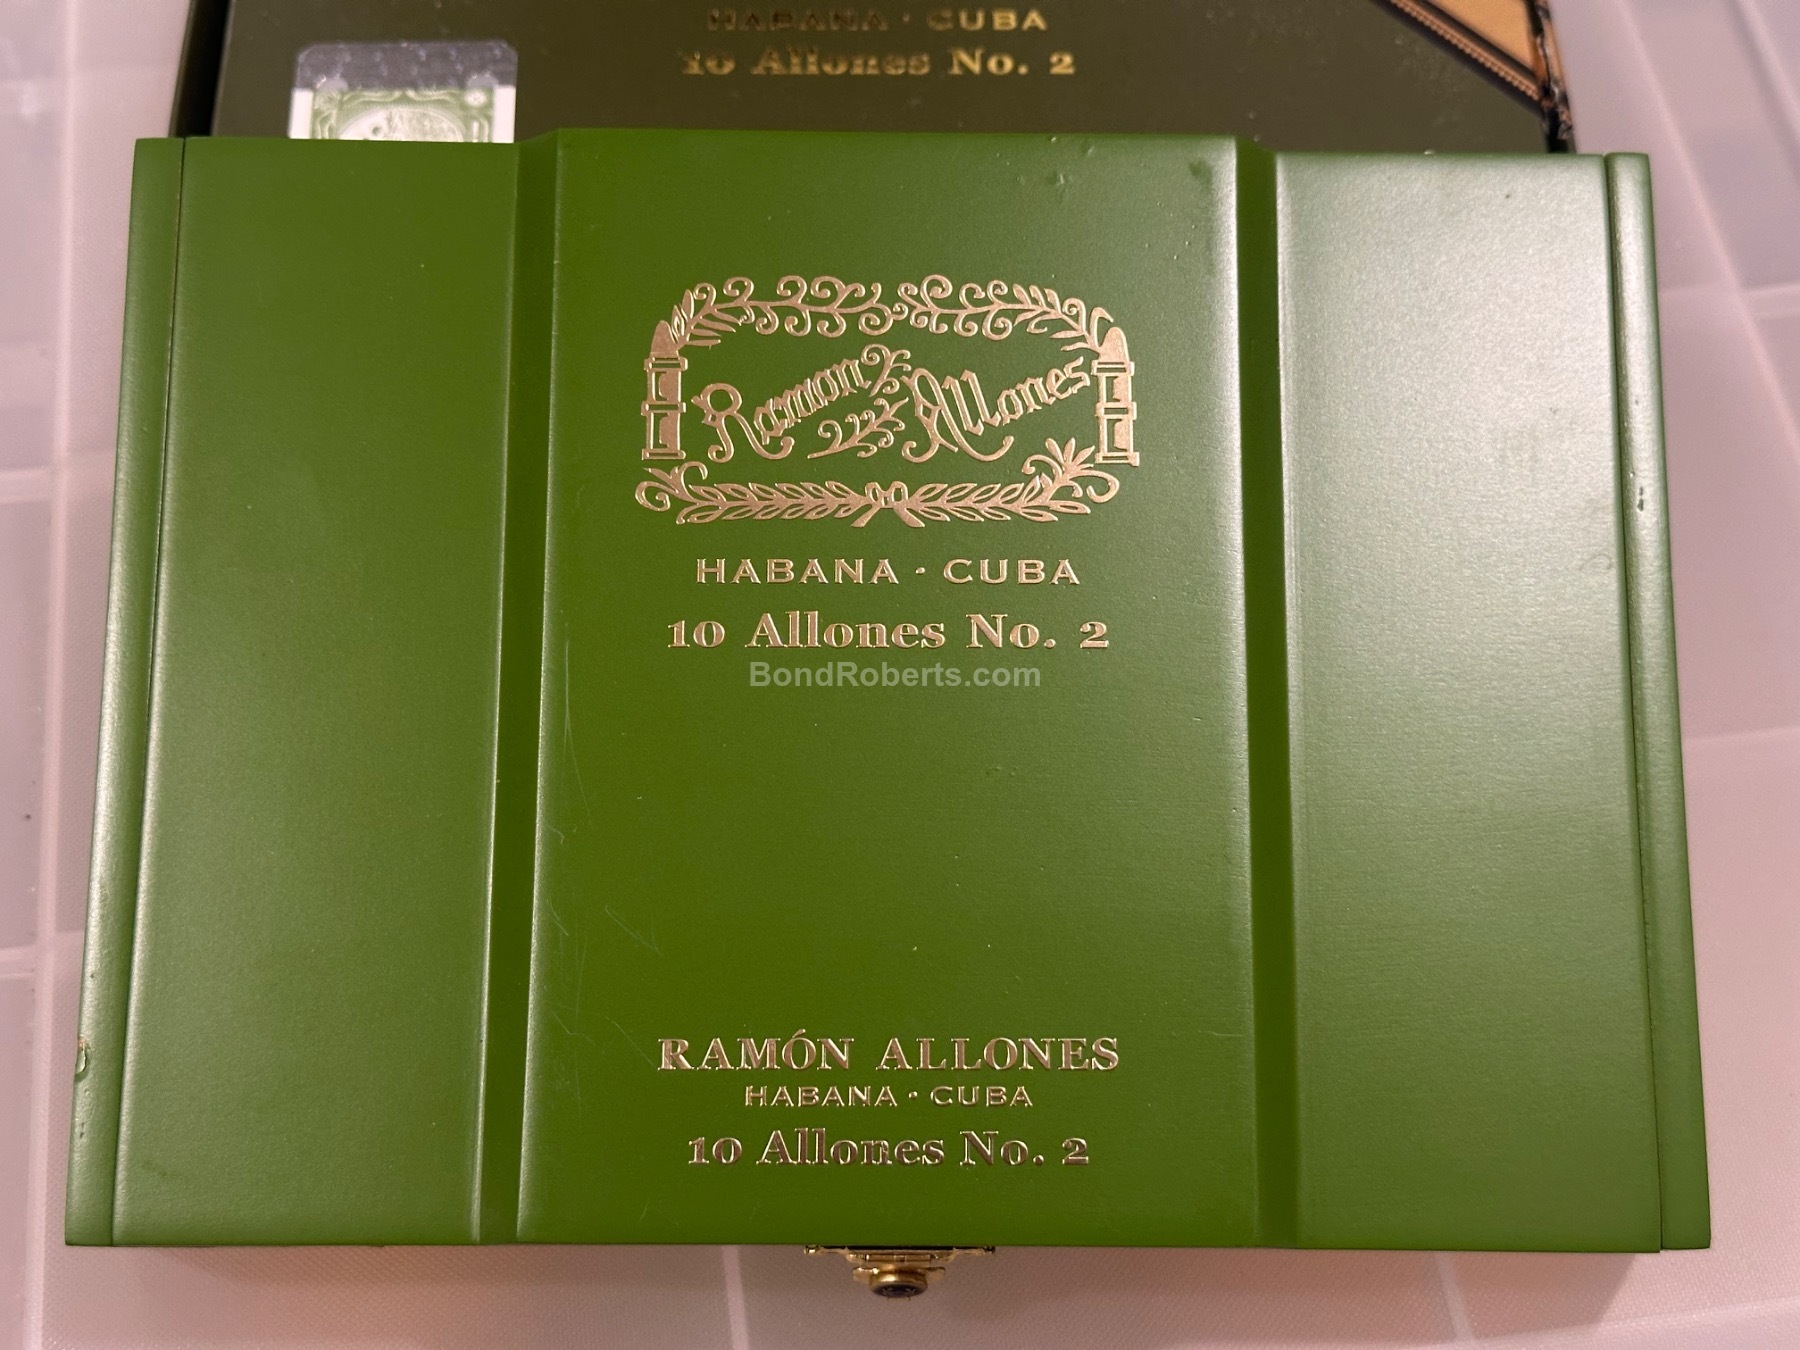 HABANA · CUBA
10 Allones No. 2
Ramon Allones
HABANA · CUBA
10 Allones No. 2
BondRoberts.com
RAMÓN ALLONES
HABANA · CUBA
10 Allones No. 2